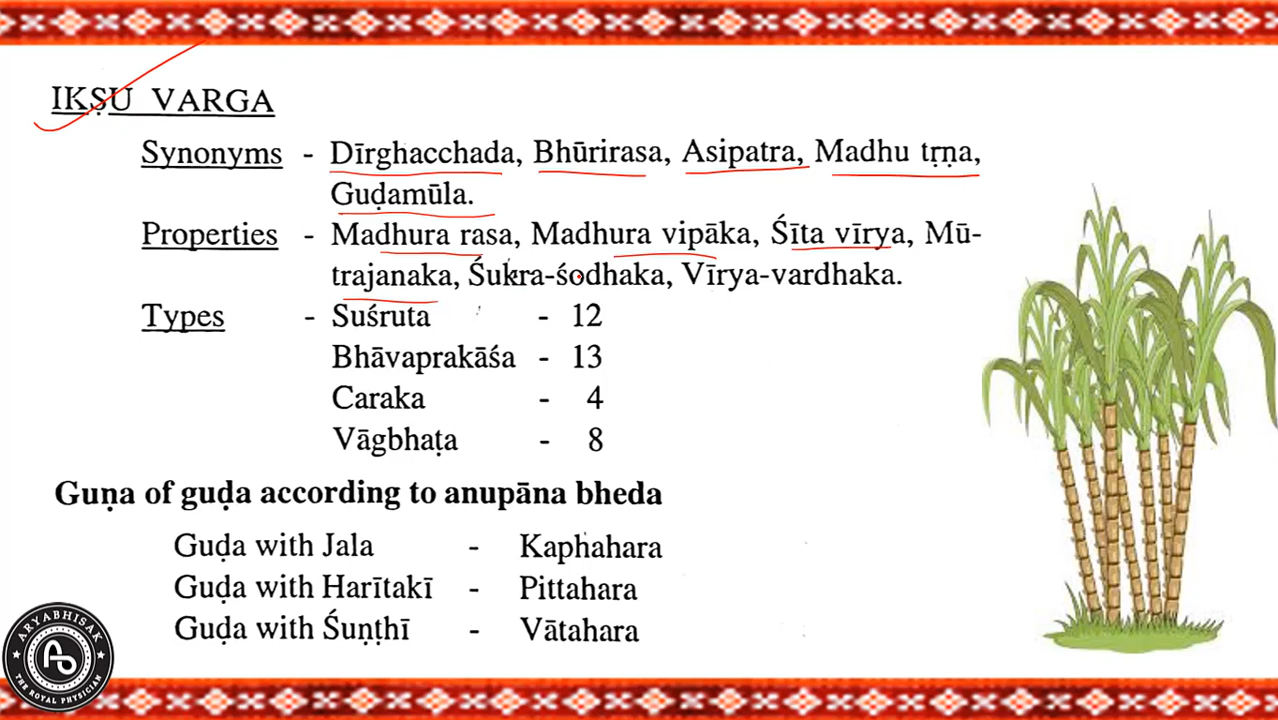 IKṢU VARGA
Synonyms - Dīrghacchada, Bhūrirasa, Asipatra, Madhu tṛṇa,
Guḍamūla.
Properties - Madhura rasa, Madhura vipāka, Śīta vīrya, Mū-
trajanaka, Śukra-śodhaka, Vīrya-vardhaka.
Types - Suśruta - 12
Bhāvaprakāśa - 13
Caraka - 4
Vāgbhaṭa - 8
Guṇa of guḍa according to anupāna bheda
Guḍa with Jala - Kaphahara
Guḍa with Harītakī - Pittahara
Guḍa with Śuṇṭhī - Vātahara
ARYABHISAK
THE ROYAL PHYSICIAN